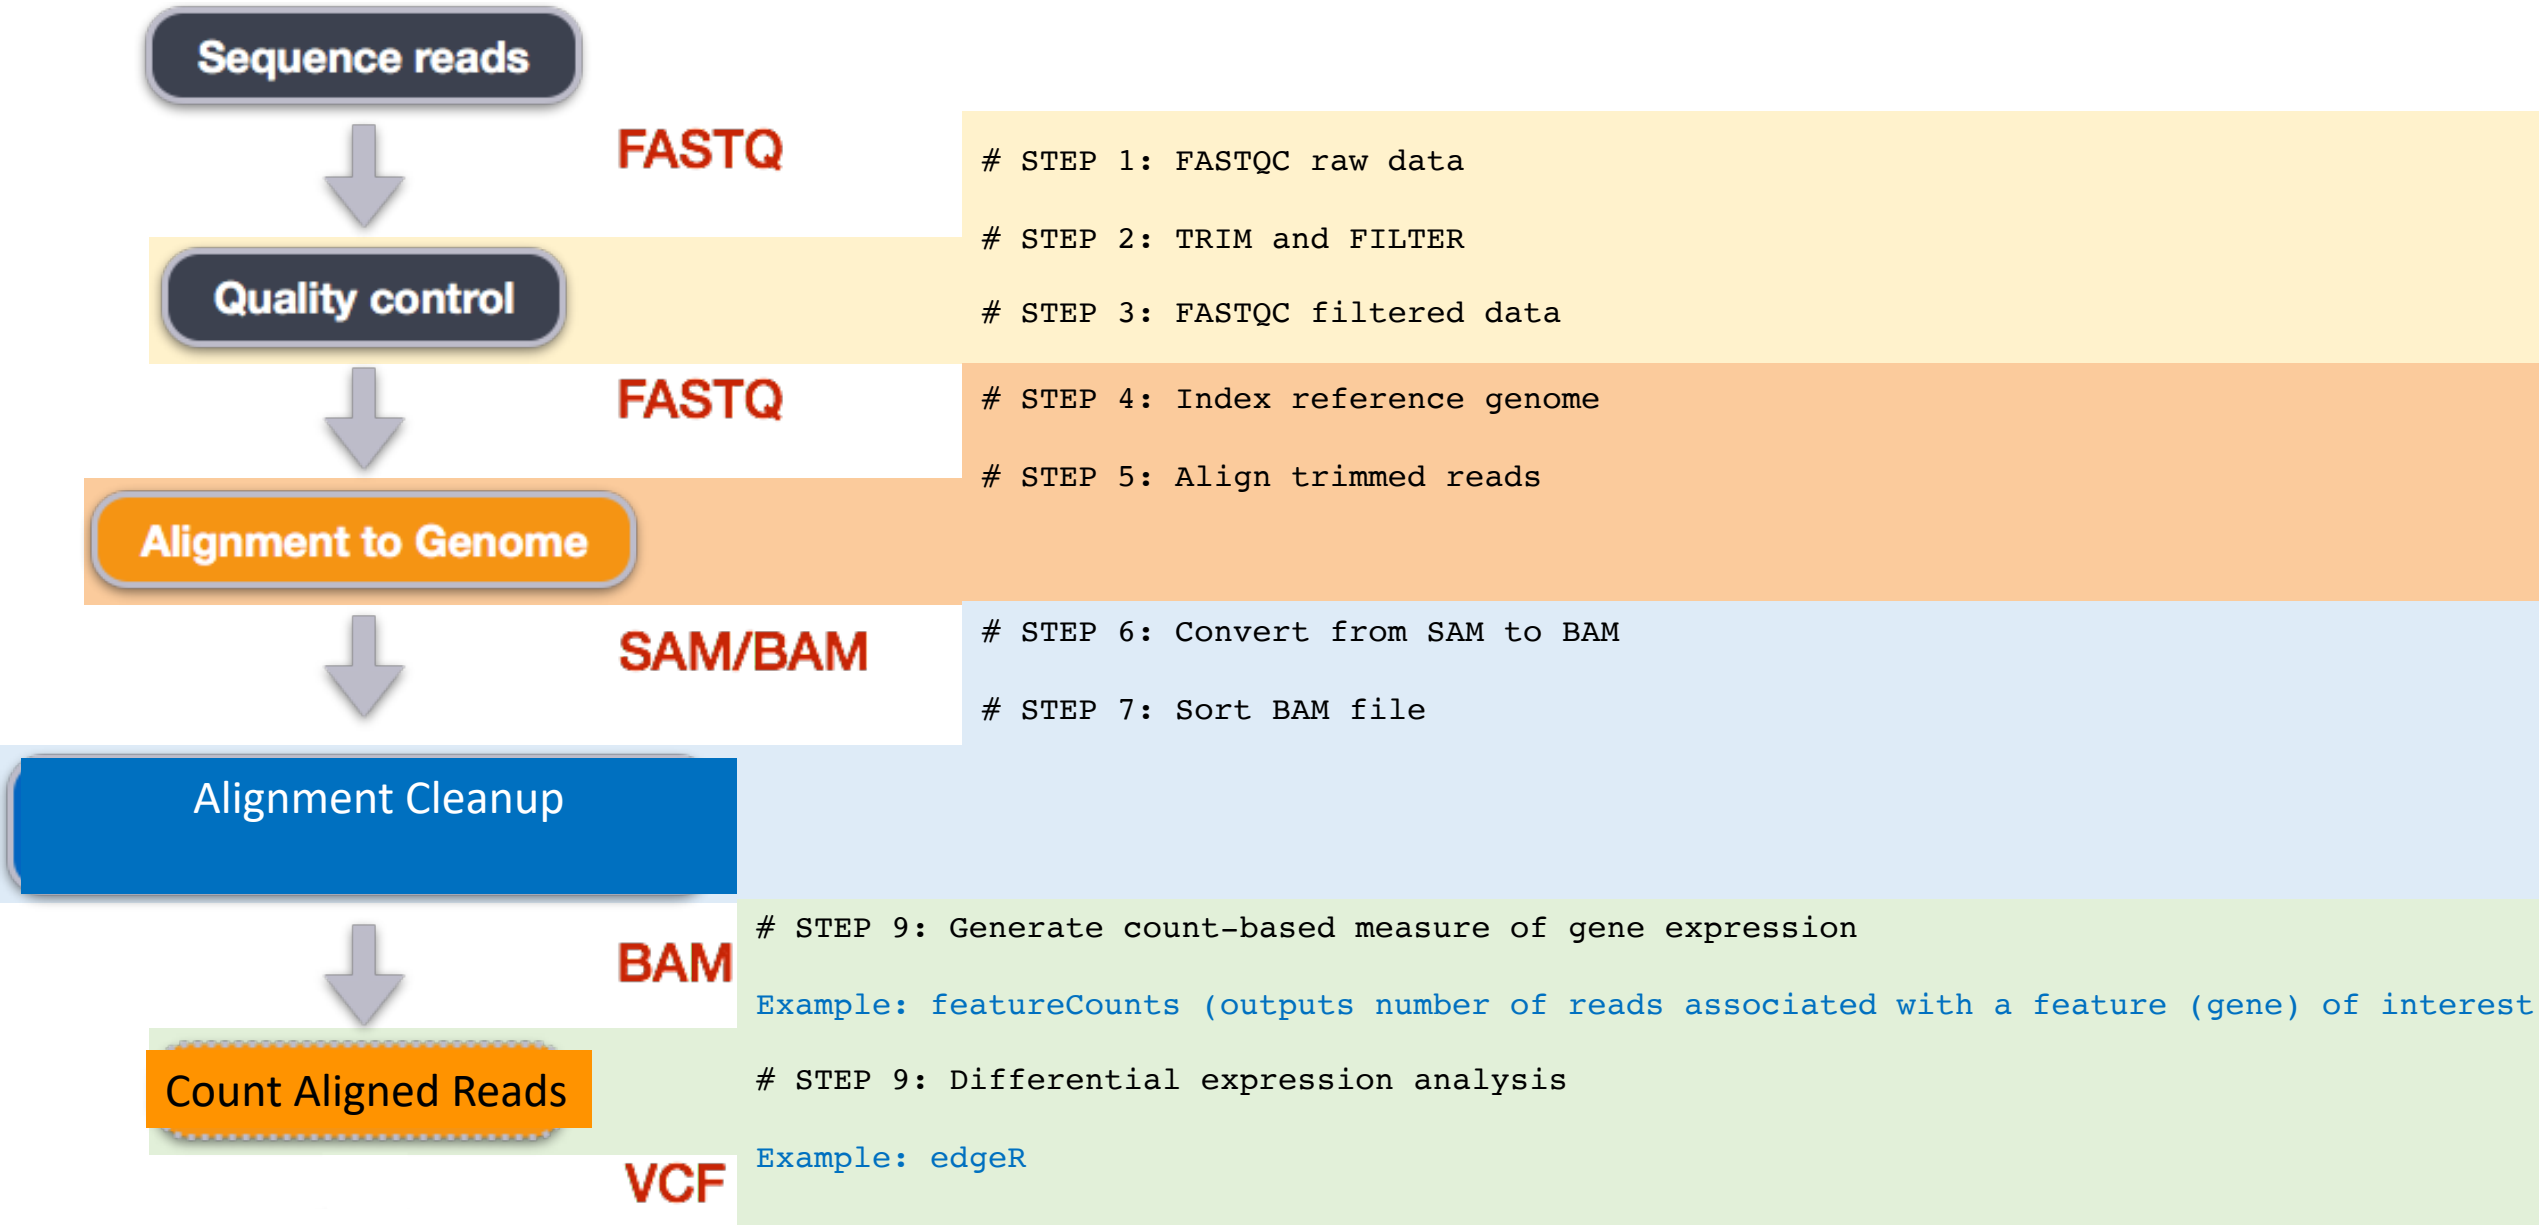 Sequence reads
FASTQ
# STEP 1: FASTQC raw data
# STEP 2: TRIM and FILTER
Quality control
# STEP 3: FASTQC filtered data
FASTQ
# STEP 4: Index reference genome
# STEP 5: Align trimmed reads
Alignment to Genome
SAM/BAM
# STEP 6: Convert from SAM to BAM
# STEP 7: Sort BAM file
Alignment Cleanup
# STEP 9: Generate count-based measure of gene expression
BAM
Example: featureCounts (outputs number of reads associated with a feature (gene) of interest
Count Aligned Reads
# STEP 9: Differential expression analysis
Example: edgeR
VCF